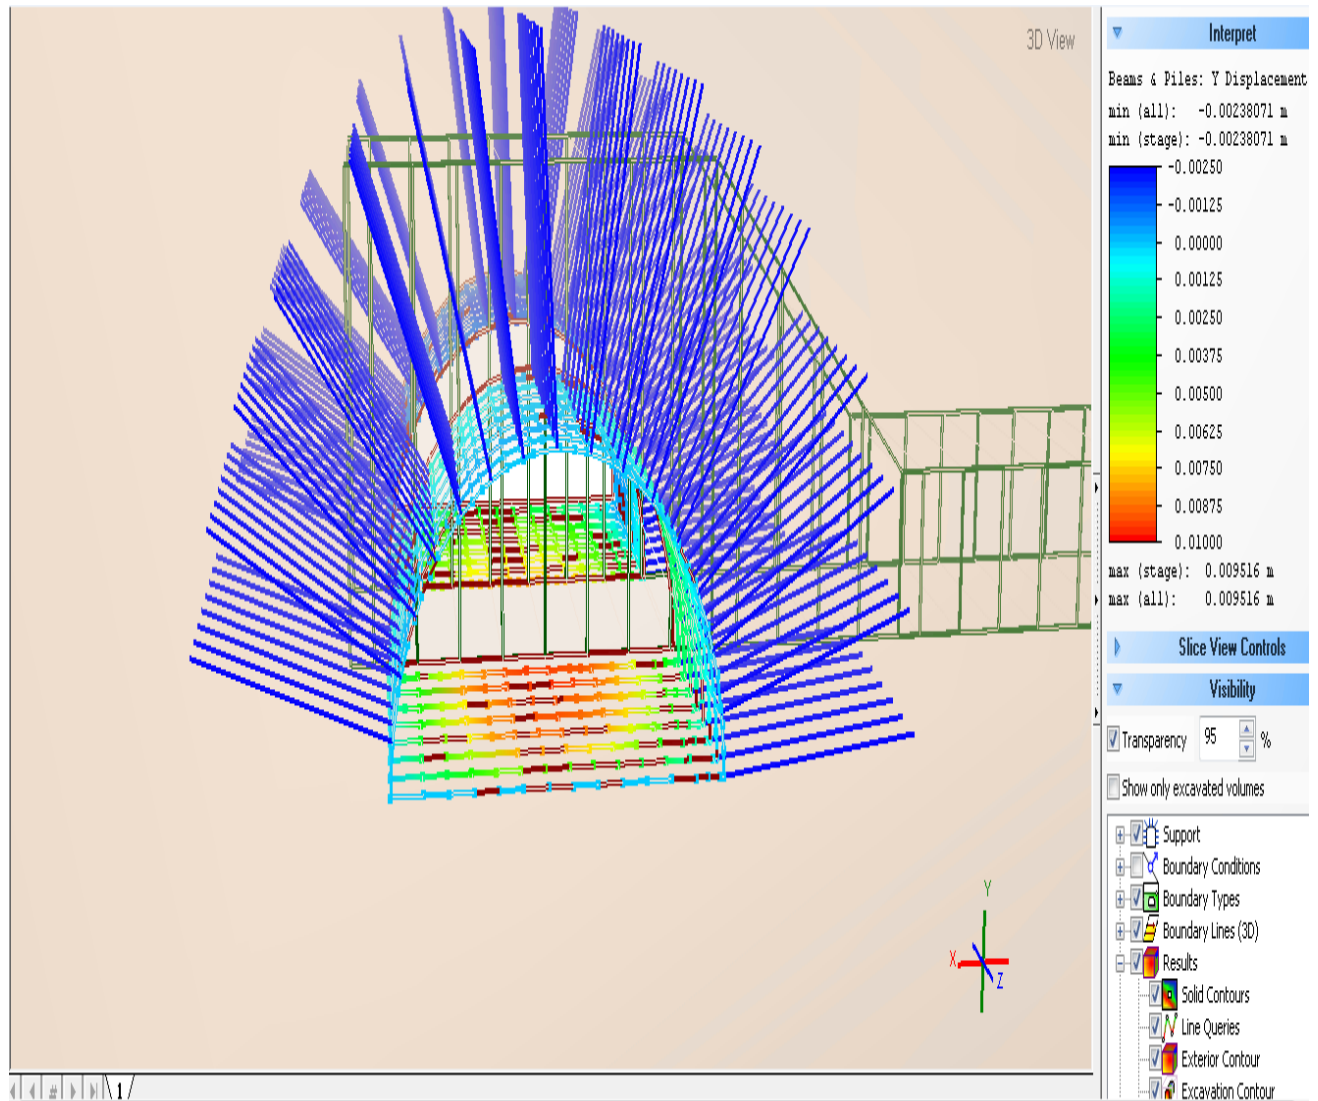 3D View
Interpret
Beams & Piles: Y Displacement
min (all): -0.00238071 m
min (stage): -0.00238071 m
-0.00250
-0.00125
0.00000
0.00125
0.00250
0.00375
0.00500
0.00625
0.00750
0.00875
0.01000
max (stage): 0.009516 m
max (all): 0.009516 m
Slice View Controls
Visibility
Transparency 95 %
Show only excavated volumes
Support
Boundary Conditions
Boundary Types
Boundary Lines (3D)
Results
Solid Contours
Line Queries
Exterior Contour
Excavation Contour
Y
X
Z
# 1